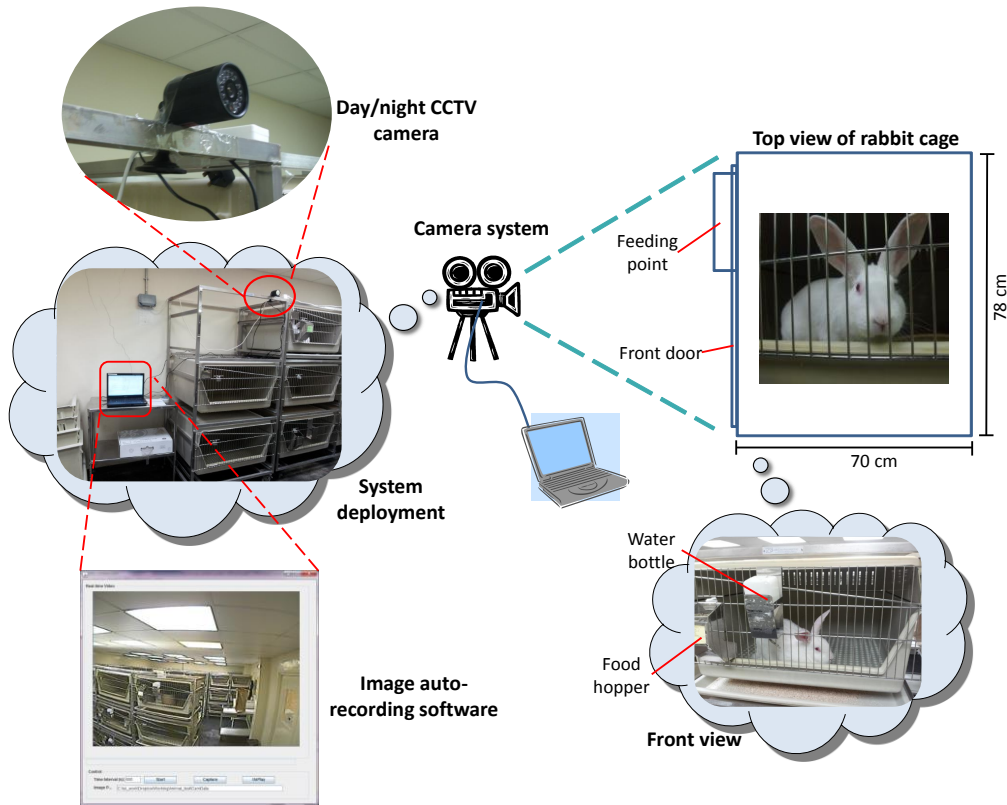 Day/night CCTV
camera
Top view of rabbit cage
Camera system
Feeding
point
78 cm
Front door
70 cm
System
deployment
Water
bottle
Image auto-
recording software
Food
hopper
Front view
Control
Start
Capture